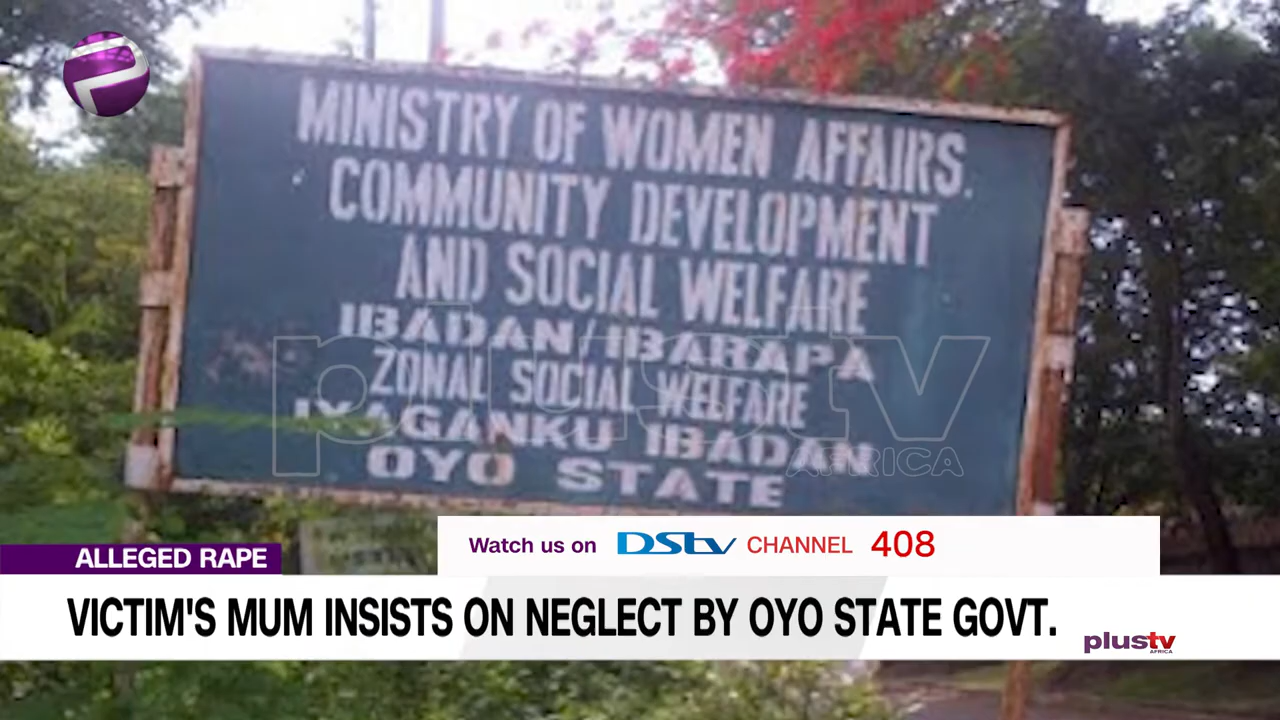 MINISTRY OF WOMEN AFFAIRS.
COMMUNITY DEVELOPMENT
AND SOCIAL WELFARE
IBADAN/IBARAPA
ZONAL SOCIAL WELFARE
IYAGANKU IBADAN
OYO STATE
plustv
AFRICA
Watch us on DStv CHANNEL 408
ALLEGED RAPE
VICTIM'S MUM INSISTS ON NEGLECT BY OYO STATE GOVT.
plustv
AFRICA